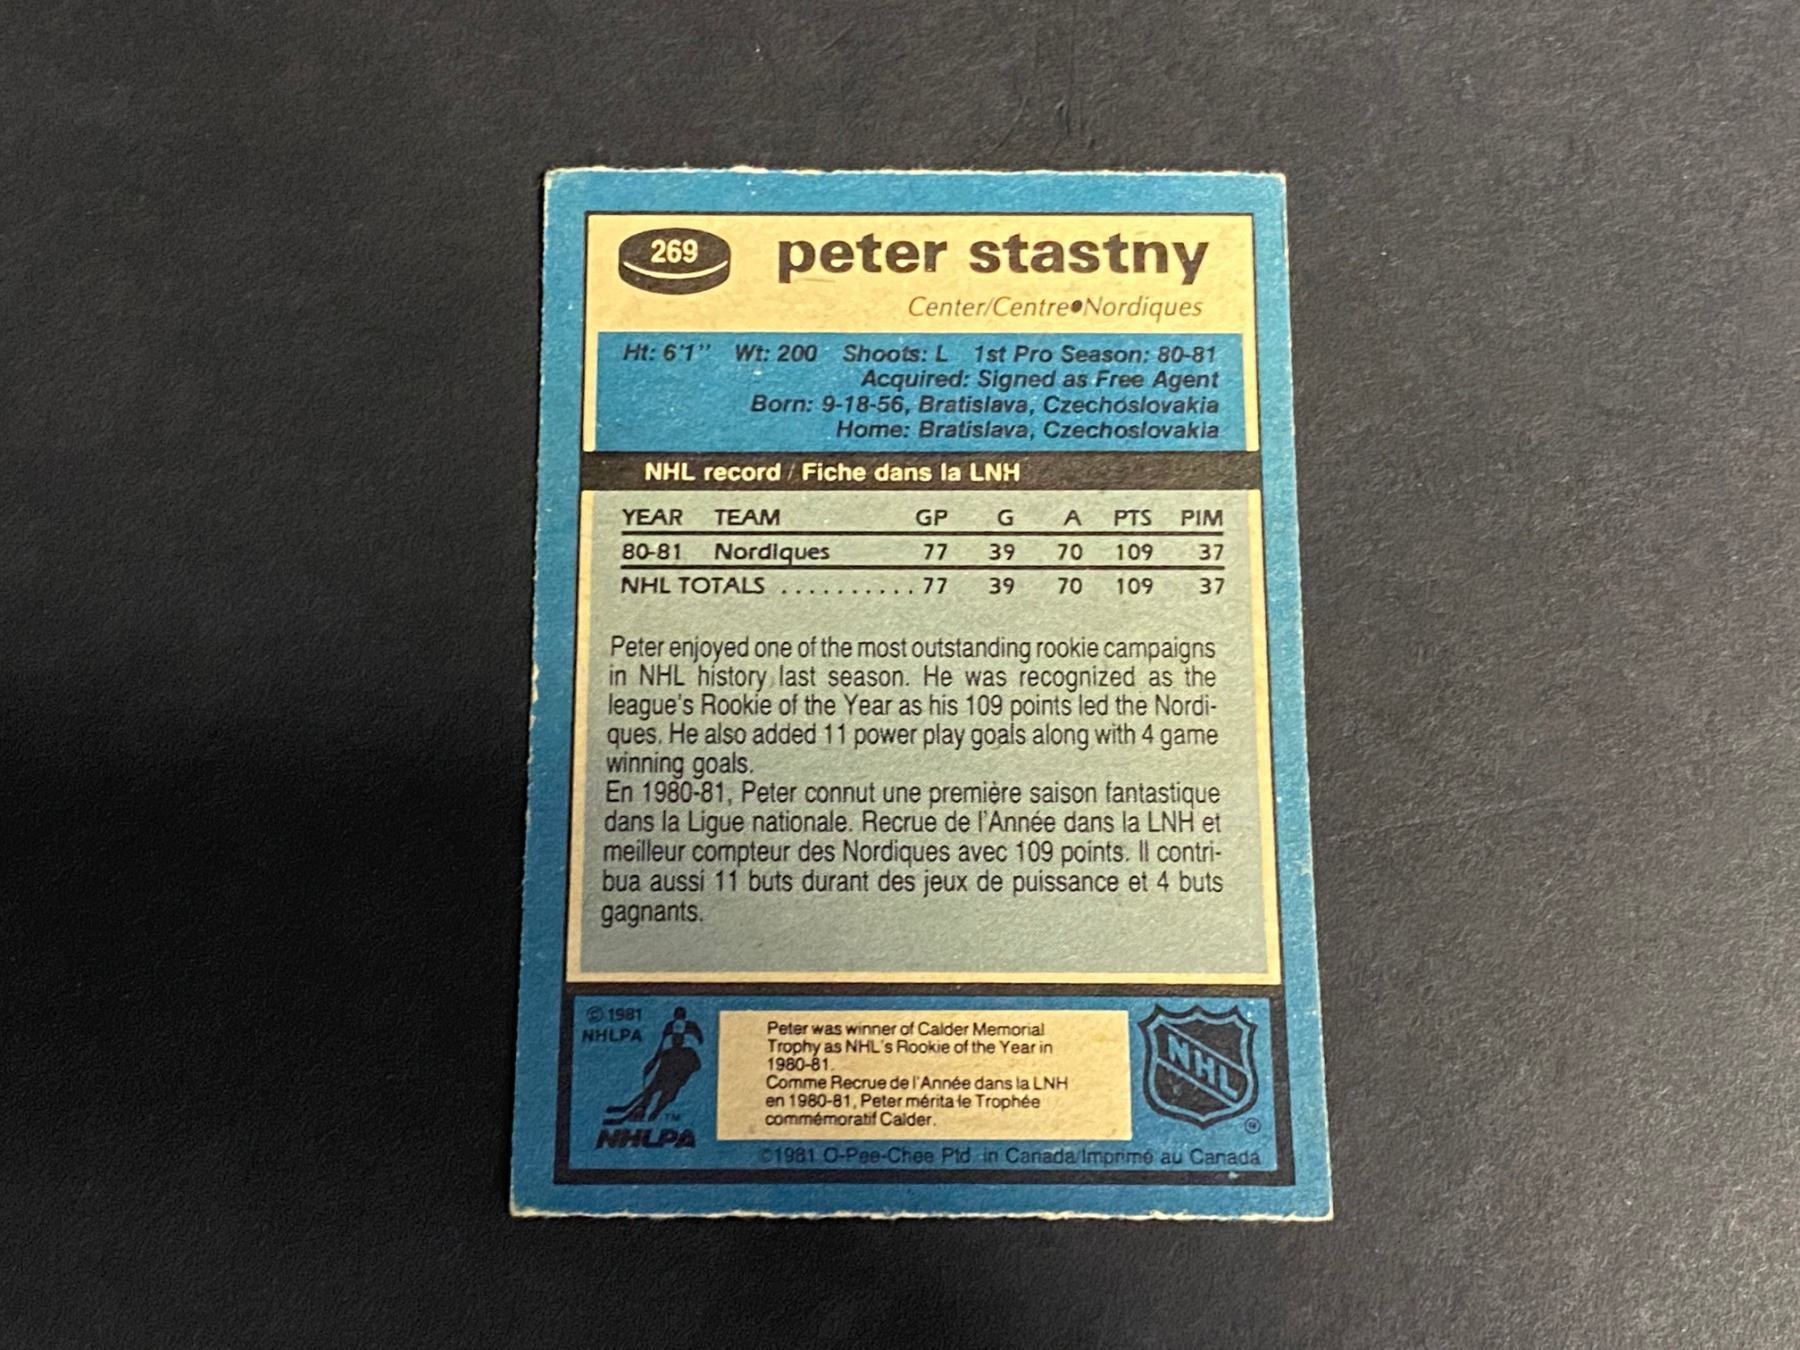 269
peter stastny
Center/Centre●Nordiques
Ht: 6'1" Wt: 200 Shoots: L 1st Pro Season: 80-81
Acquired: Signed as Free Agent
Born: 9-18-56, Bratislava, Czechoslovakia
Home: Bratislava, Czechoslovakia
NHL record / Fiche dans la LNH
YEAR TEAM GP G A PTS PIM
80-81 Nordiques 77 39 70 109 37
NHL TOTALS .......... 77 39 70 109 37
Peter enjoyed one of the most outstanding rookie campaigns
in NHL history last season. He was recognized as the
league's Rookie of the Year as his 109 points led the Nordi-
ques. He also added 11 power play goals along with 4 game
winning goals.
En 1980-81, Peter connut une première saison fantastique
dans la Ligue nationale. Recrue de l'Année dans la LNH et
meilleur compteur des Nordiques avec 109 points. Il contri-
bua aussi 11 buts durant des jeux de puissance et 4 buts
gagnants.
© 1981
NHLPA
TM
NHLPA
Peter was winner of Calder Memorial
Trophy as NHL's Rookie of the Year in
1980-81.
Comme Recrue de l'Année dans la LNH
en 1980-81, Peter mérita le Trophée
commémoratif Calder.
NHL
®
©1981 O-Pee-Chee Ptd. in Canada/Imprimé au Canada